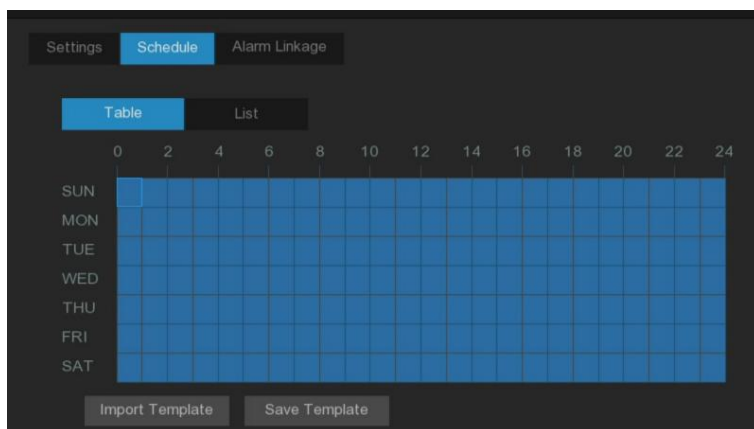 Settings Schedule Alarm Linkage
Table List
0 2 4 6 8 10 12 14 16 18 20 22 24
SUN
MON
TUE
WED
THU
FRI
SAT
Import Template Save Template